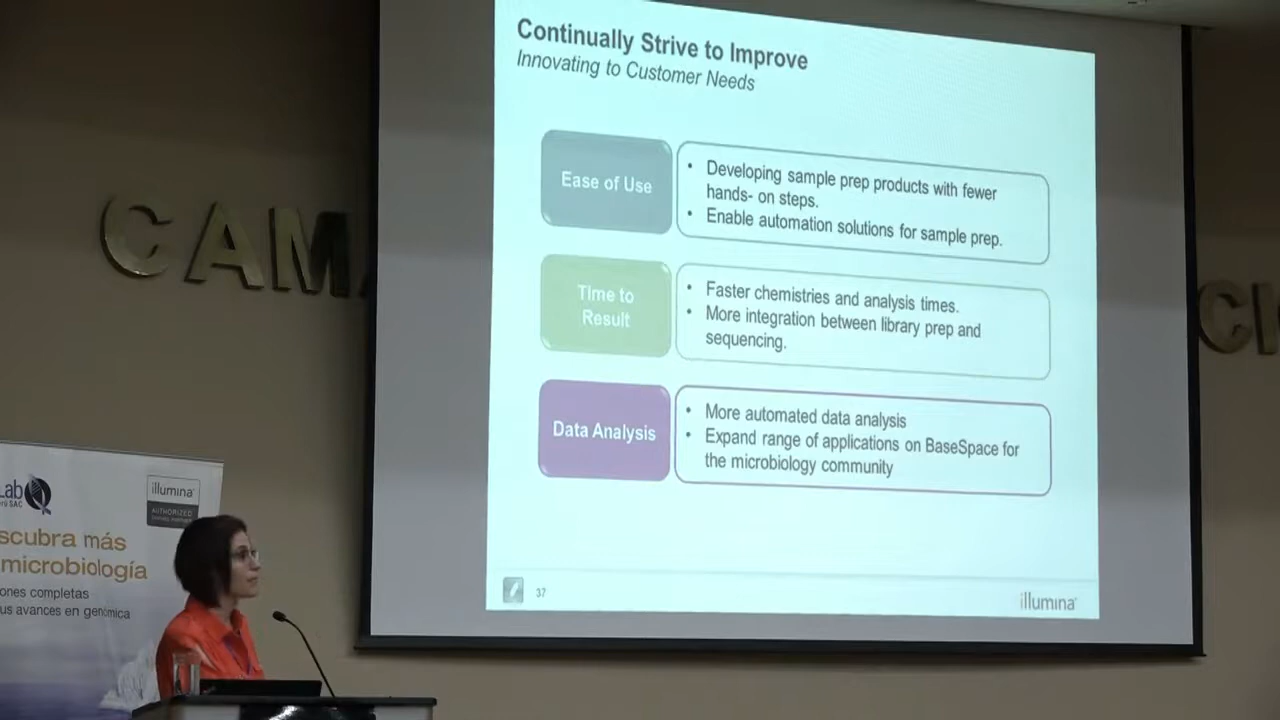 Continually Strive to Improve
Innovating to Customer Needs
Ease of Use
• Developing sample prep products with fewer
hands- on steps.
• Enable automation solutions for sample prep.
Time to
Result
• Faster chemistries and analysis times.
• More integration between library prep and
sequencing.
Data Analysis
• More automated data analysis
• Expand range of applications on BaseSpace for
the microbiology community
37
illumina
CAM
CH
Lab
SAC
illumina
AUTHORIZED
scubra más
microbiología
ones completas
us avances en genómica